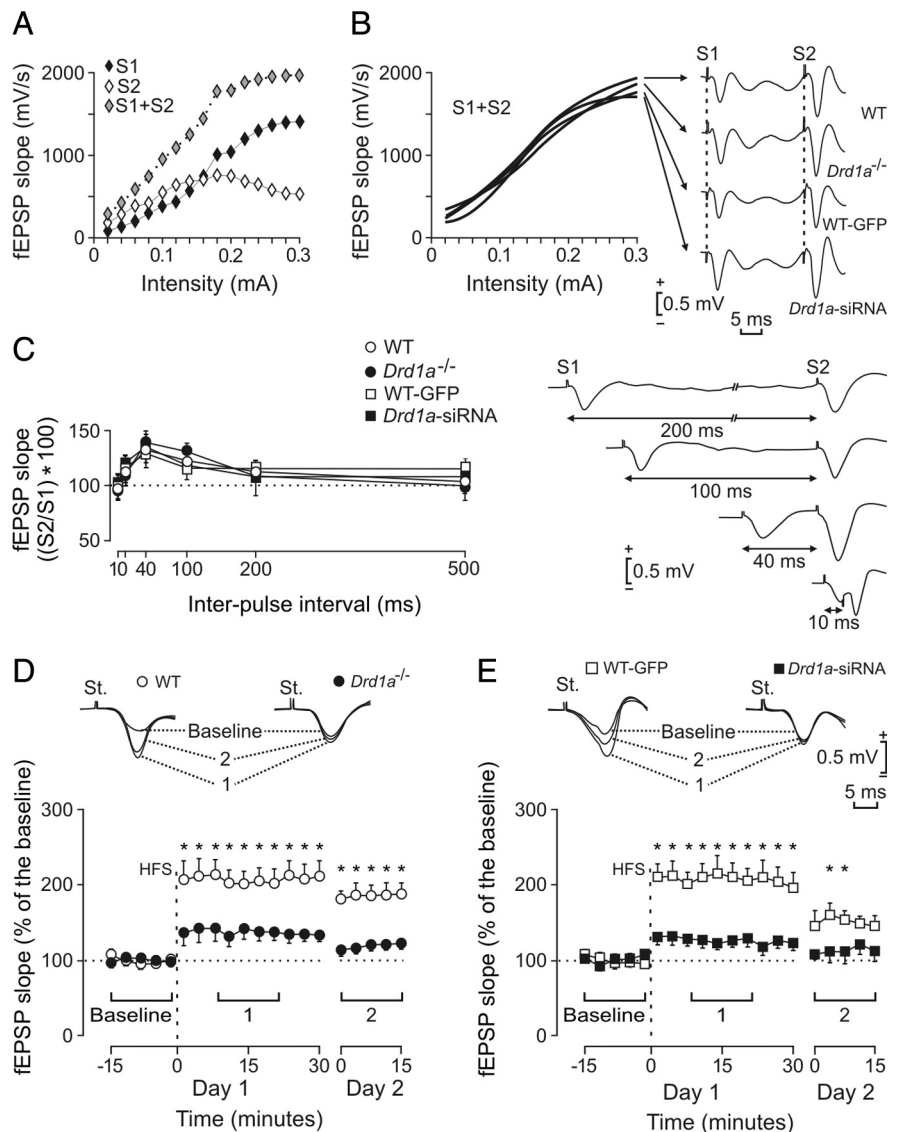 A
S1
S2
S1+S2
fEPSP slope (mV/s)
2000
1000
0
0 0.1 0.2 0.3
Intensity (mA)
B
S1+S2
fEPSP slope (mV/s)
2000
1000
0
0 0.1 0.2 0.3
Intensity (mA)
S1 S2
WT
Drd1a-/-
WT-GFP
Drd1a-siRNA
+
0.5 mV
–
5 ms
C
WT
Drd1a-/-
WT-GFP
Drd1a-siRNA
fEPSP slope
((S2/S1) * 100)
150
100
50
10 40 100 200 500
Inter-pulse interval (ms)
S1 S2
200 ms
100 ms
40 ms
10 ms
+
0.5 mV
–
D
WT Drd1a-/-
St. St.
Baseline
2
1
fEPSP slope (% of the baseline)
300
200
100
0
HFS
* * * * * * * * * *
* * * * *
Baseline 1 2
-15 0 15 30 0 15
Day 1 Day 2
Time (minutes)
E
WT-GFP Drd1a-siRNA
St. St.
Baseline
2
1
+
0.5 mV
–
5 ms
fEPSP slope (% of the baseline)
300
200
100
0
HFS
* * * * * * * * * *
* *
Baseline 1 2
-15 0 15 30 0 15
Day 1 Day 2
Time (minutes)